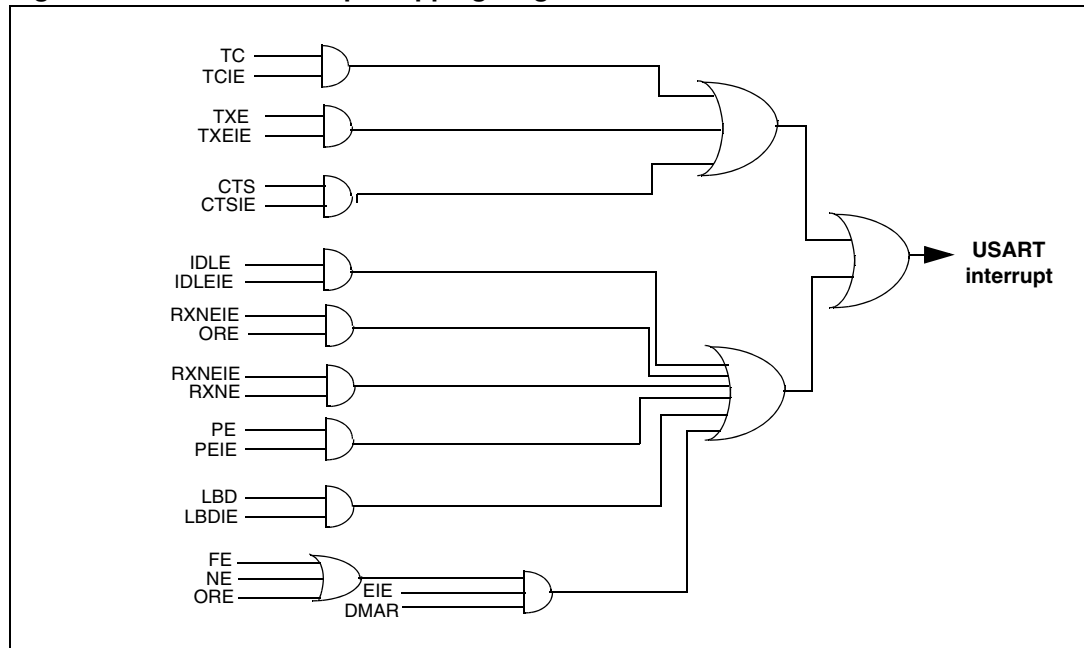 TC
TCIE
TXE
TXEIE
CTS
CTSIE
IDLE
IDLEIE
RXNEIE
ORE
RXNEIE
RXNE
PE
PEIE
LBD
LBDIE
FE
NE
ORE
EIE
DMAR
USART
interrupt